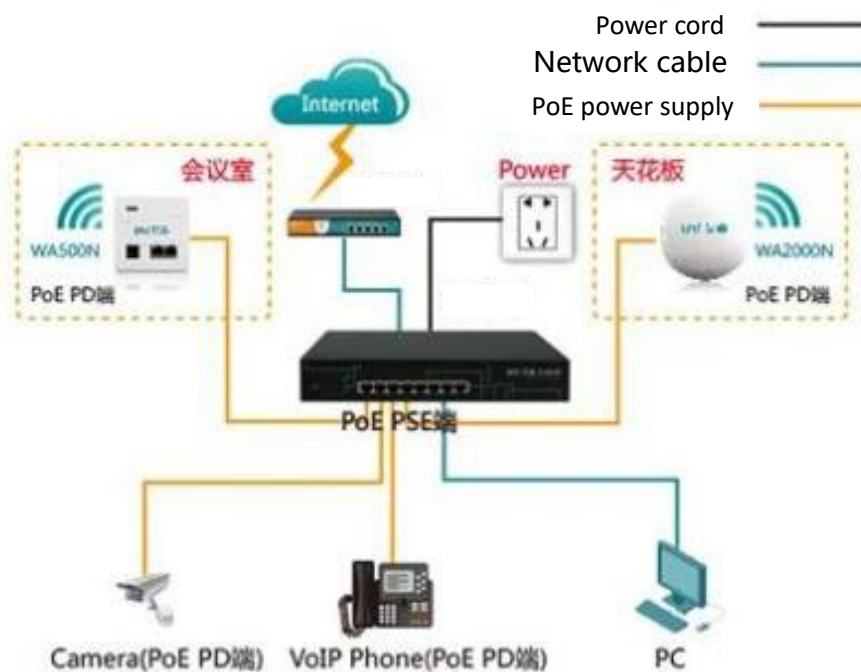 Power cord
Network cable
PoE power supply
Internet
会议室
Power
天花板
WA500N
WA2000N
PoE PD端
PoE PD端
PoE PSE端
Camera(PoE PD端)
VoIP Phone(PoE PD端)
PC